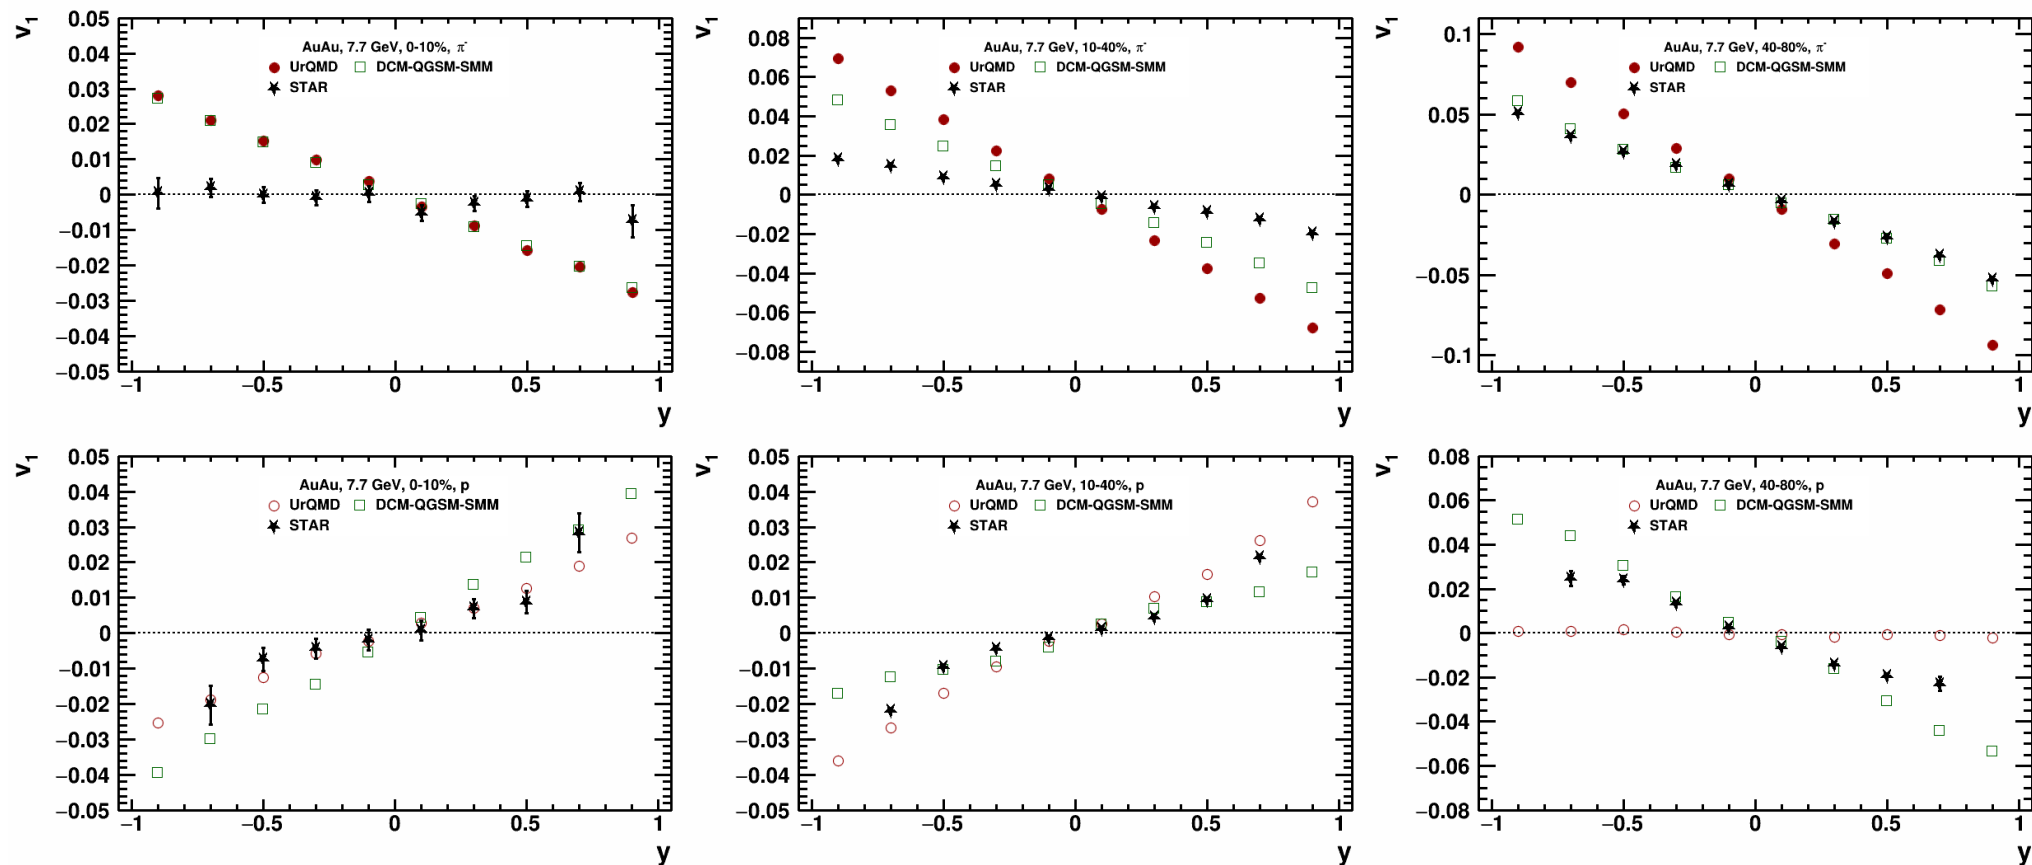 v1
0.05
0.04
0.03
0.02
0.01
0
−0.01
−0.02
−0.03
−0.04
−0.05
AuAu, 7.7 GeV, 0-10%, π-
UrQMD DCM-QGSM-SMM
STAR
−1 −0.5 0 0.5 1
y
v1
0.08
0.06
0.04
0.02
0
−0.02
−0.04
−0.06
−0.08
AuAu, 7.7 GeV, 10-40%, π-
UrQMD DCM-QGSM-SMM
STAR
−1 −0.5 0 0.5 1
y
v1
0.1
0.05
0
−0.05
−0.1
AuAu, 7.7 GeV, 40-80%, π-
UrQMD DCM-QGSM-SMM
STAR
−1 −0.5 0 0.5 1
y
v1
0.05
0.04
0.03
0.02
0.01
0
−0.01
−0.02
−0.03
−0.04
−0.05
AuAu, 7.7 GeV, 0-10%, p
UrQMD DCM-QGSM-SMM
STAR
−1 −0.5 0 0.5 1
y
v1
0.05
0.04
0.03
0.02
0.01
0
−0.01
−0.02
−0.03
−0.04
−0.05
AuAu, 7.7 GeV, 10-40%, p
UrQMD DCM-QGSM-SMM
STAR
−1 −0.5 0 0.5 1
y
v1
0.08
0.06
0.04
0.02
0
−0.02
−0.04
−0.06
−0.08
AuAu, 7.7 GeV, 40-80%, p
UrQMD DCM-QGSM-SMM
STAR
−1 −0.5 0 0.5 1
y